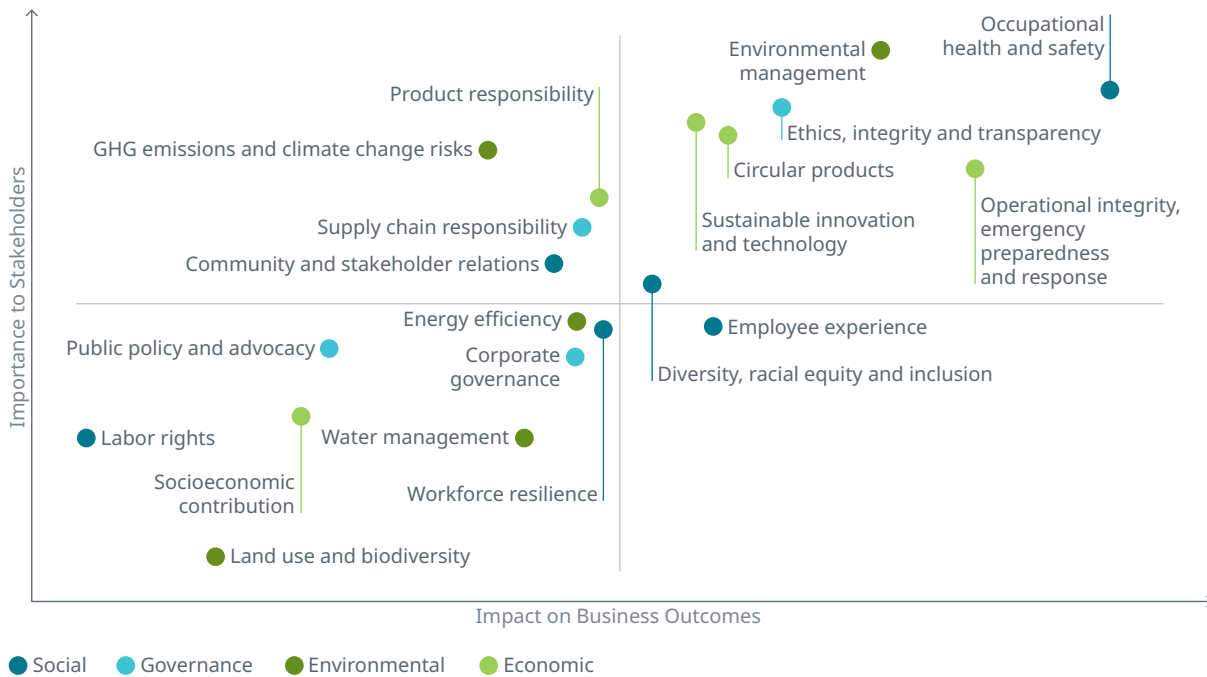 Importance to Stakeholders
Occupational
health and safety
Environmental
management
Product responsibility
Ethics, integrity and transparency
GHG emissions and climate change risks
Circular products
Sustainable innovation
and technology
Operational integrity,
emergency
preparedness
and response
Supply chain responsibility
Community and stakeholder relations
Energy efficiency
Employee experience
Public policy and advocacy
Corporate
governance
Diversity, racial equity and inclusion
Labor rights
Water management
Socioeconomic
contribution
Workforce resilience
Land use and biodiversity
Impact on Business Outcomes
Social
Governance
Environmental
Economic